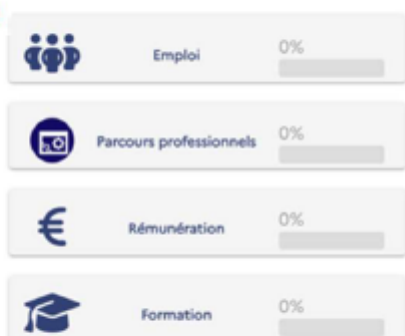 Emploi 0%
Parcours professionnels 0%
€ Rémunération 0%
Formation 0%